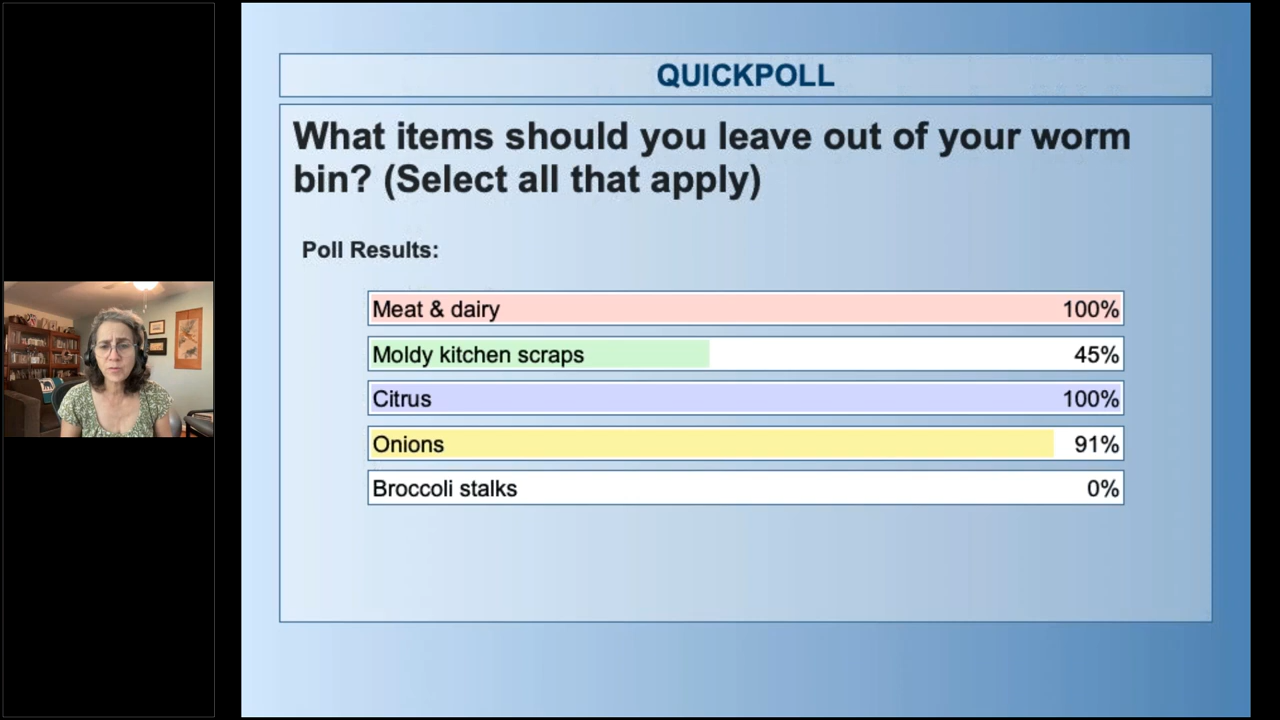 QUICKPOLL
What items should you leave out of your worm
bin? (Select all that apply)
Poll Results:
Meat & dairy 100%
Moldy kitchen scraps 45%
Citrus 100%
Onions 91%
Broccoli stalks 0%